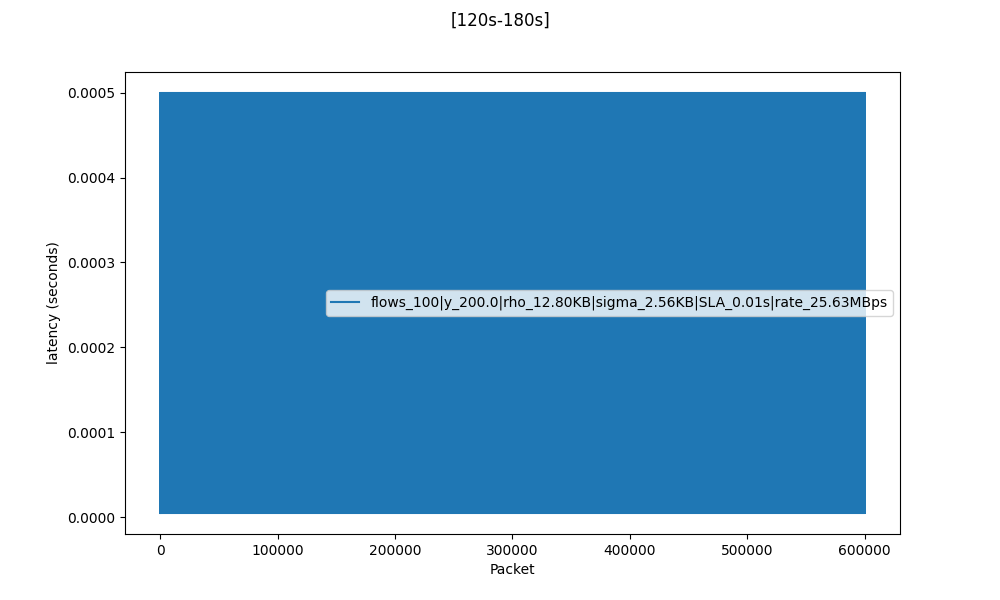 [120s-180s]
0.0005
0.0004
0.0003
0.0002
0.0001
0.0000
latency (seconds)
flows_100|y_200.0|rho_12.80KB|sigma_2.56KB|SLA_0.01s|rate_25.63MBps
0 100000 200000 300000 400000 500000 600000
Packet